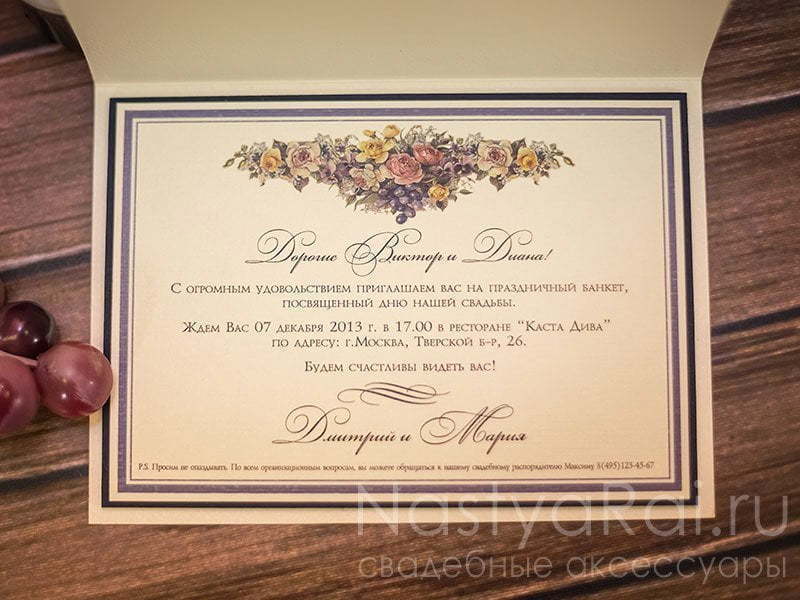 Дорогие Виктор и Диана!
С огромным удовольствием приглашаем вас на праздничный банкет,
посвященный дню нашей свадьбы.
Ждем Вас 07 декабря 2013 г. в 17.00 в ресторане “Каста Дива”
по адресу: г.Москва, Тверской б-р, 26.
Будем счастливы видеть вас!
Дмитрий и Мария
P.S. Просим не опаздывать. По всем организационным вопросам, вы можете обращаться к нашему свадебному распорядителю Максиму 8(495)123-45-67
NastyaRai.ru
свадебные аксессуары